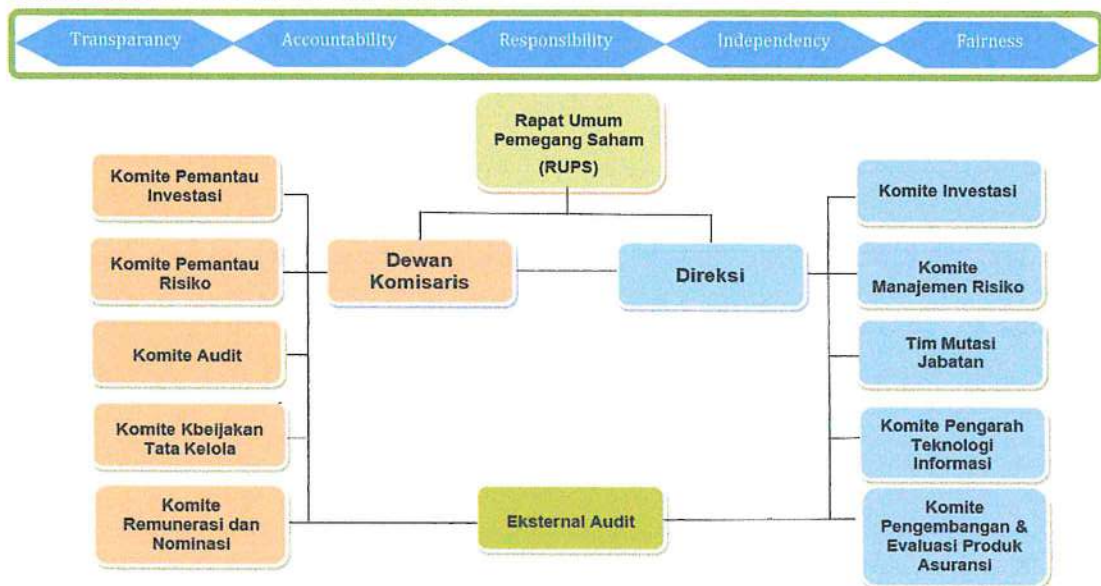 Transparancy Accountability Responsibility Independency Fairness
Rapat Umum
Pemegang Saham
(RUPS)
Komite Pemantau
Investasi
Komite Investasi
Komite Pemantau
Risiko
Dewan
Komisaris
Direksi
Komite
Manajemen Risiko
Komite Audit
Tim Mutasi
Jabatan
Komite Kbeijakan
Tata Kelola
Komite Pengarah
Teknologi
Informasi
Komite
Remunerasi dan
Nominasi
Eksternal Audit
Komite
Pengembangan &
Evaluasi Produk
Asuransi